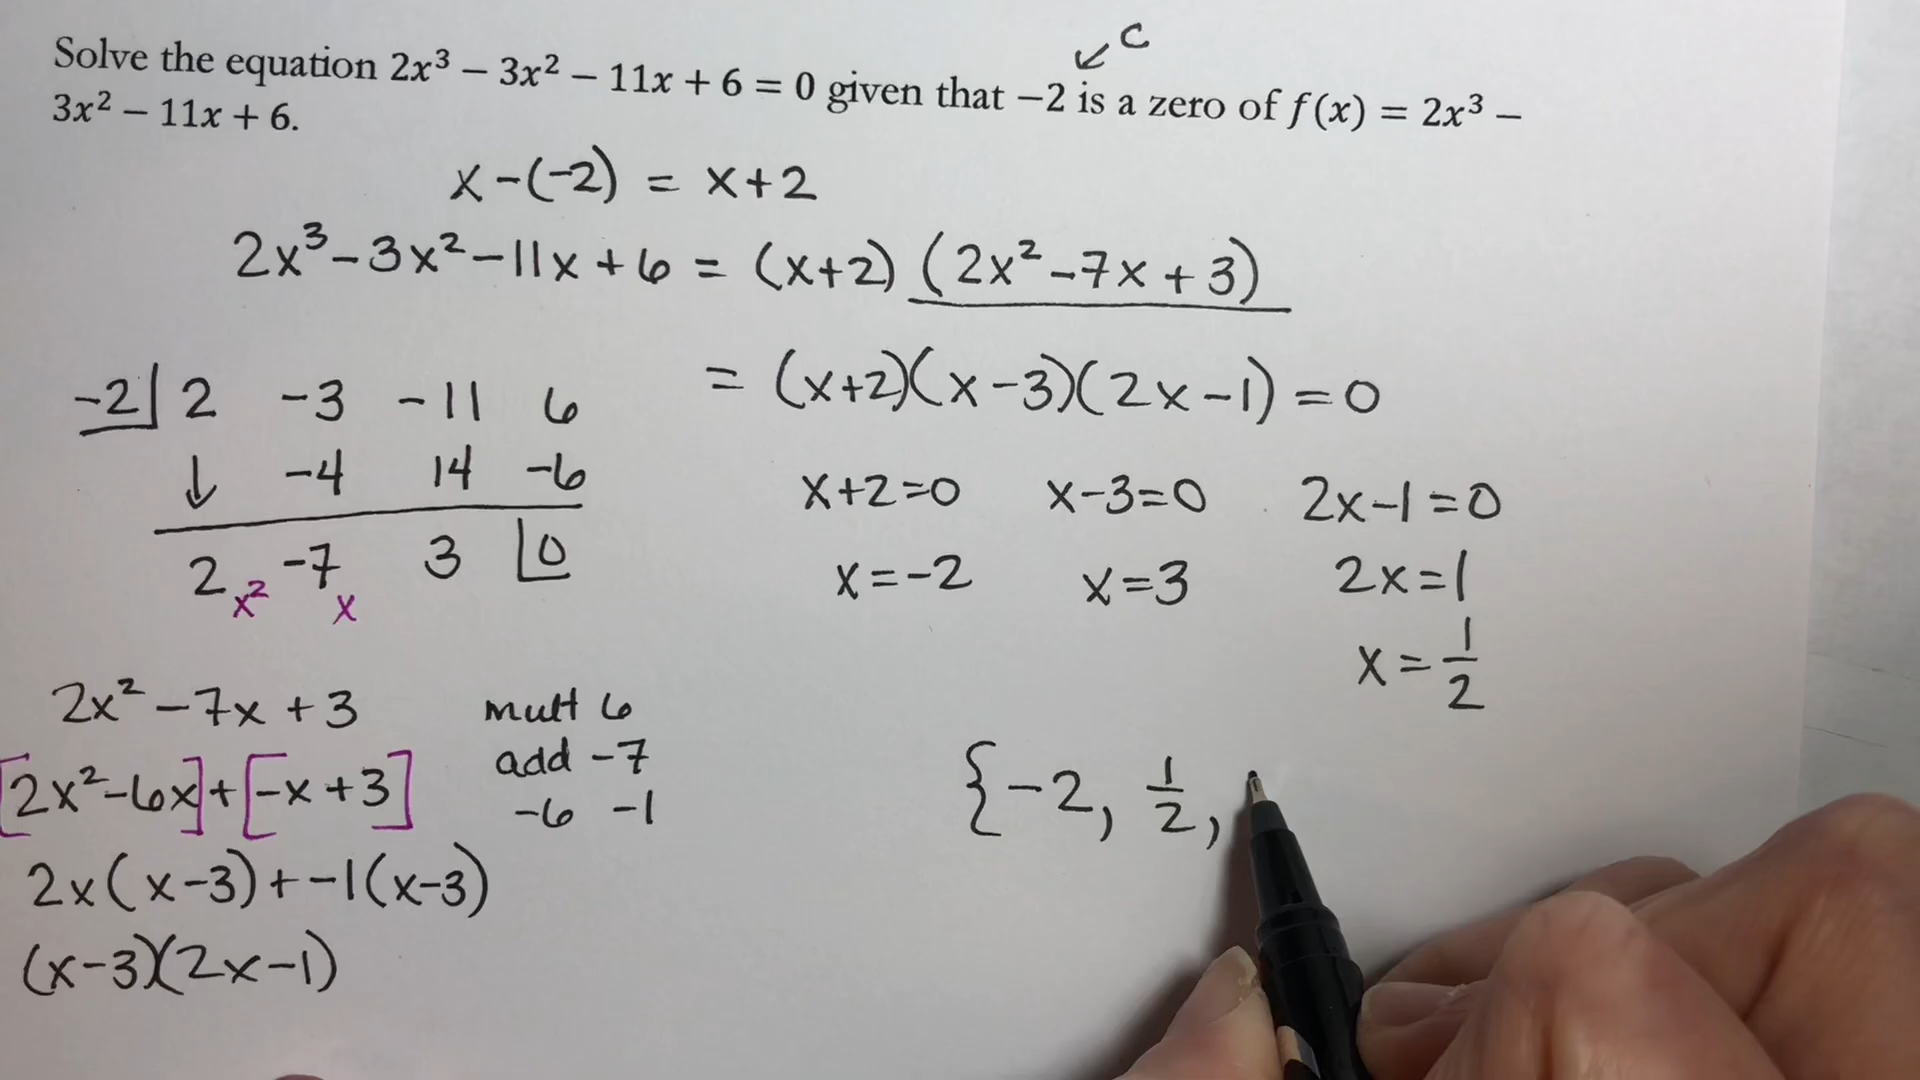 Solve the equation 2x³ – 3x² – 11x + 6 = 0 given that –2 is a zero of f(x) = 2x³ –
3x² – 11x + 6.
↙ c
x-(-2) = x+2
2x³-3x²-11x+6 = (x+2) (2x²-7x+3)
= (x+2)(x-3)(2x-1) = 0
-2| 2 -3 -11 6
↓ -4 14 -6
2x² -7x 3 |0
x+2=0 x-3=0 2x-1=0
x=-2 x=3 2x=1
x=1/2
2x²-7x+3
[2x²-6x]+[-x+3]
2x(x-3)+-1(x-3)
(x-3)(2x-1)
mult 6
add -7
-6 -1
{-2, 1/2,